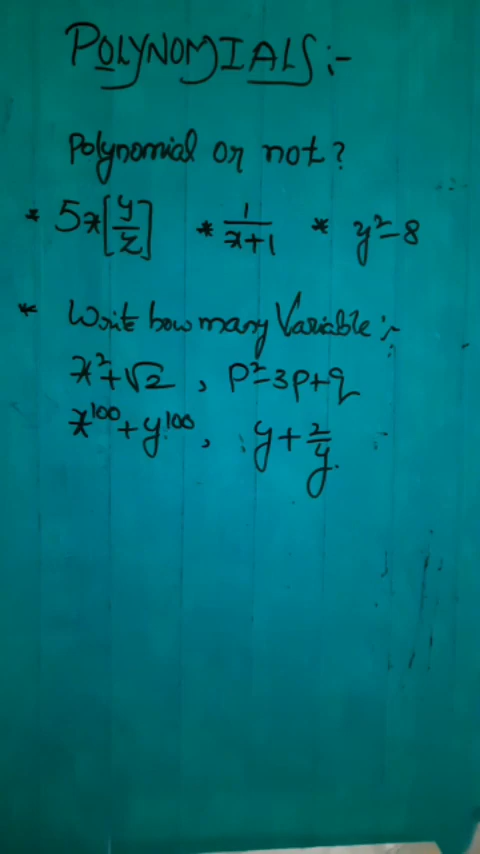 POLYNOMIALS :-
Polynomial or not?
* 5x[y/z] * 1/x+1 * y²-8
* Write how many Variable :-
x²+√2 , p²-3p+q
x¹⁰⁰+y¹⁰⁰, y+2/y.